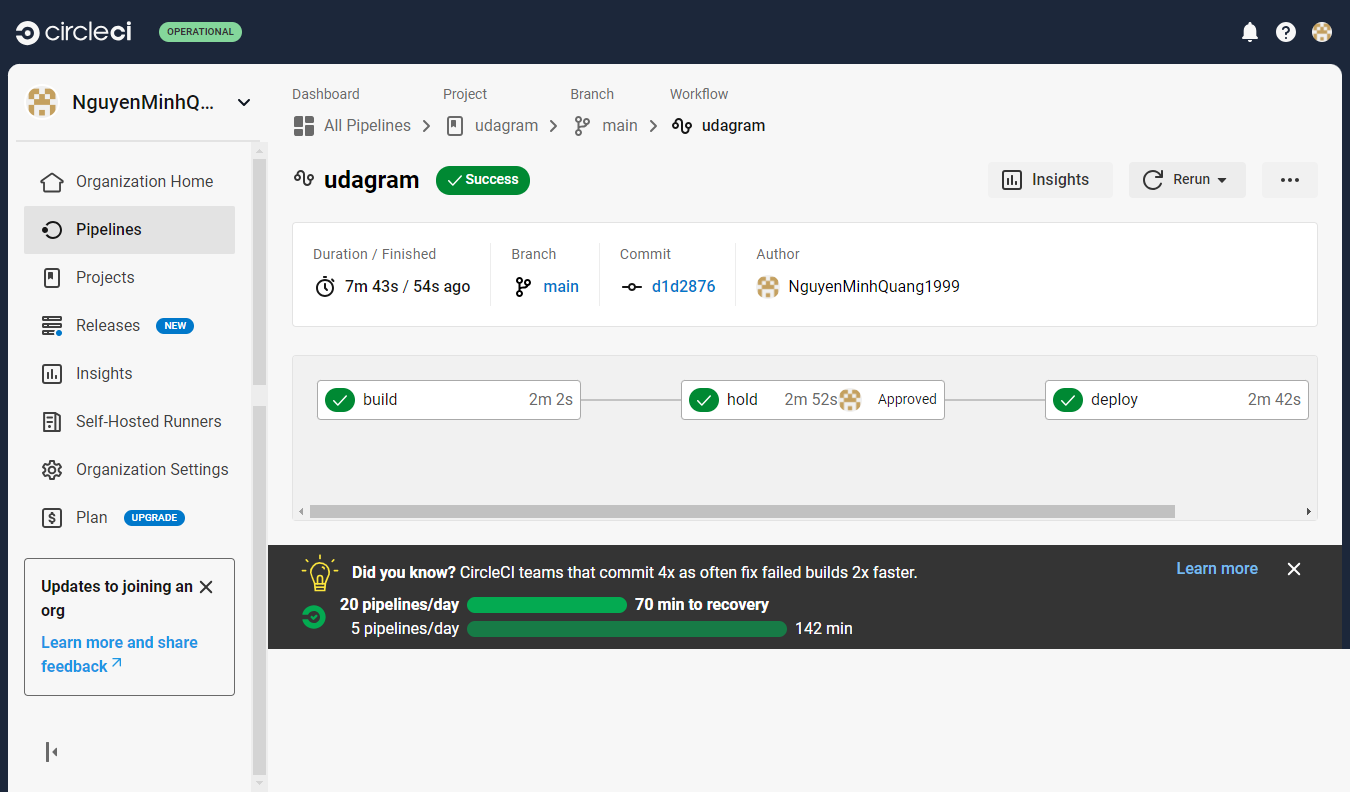 circleci
OPERATIONAL
NguyenMinhQ...
Organization Home
Pipelines
Projects
Releases NEW
Insights
Self-Hosted Runners
Organization Settings
Plan UPGRADE
Updates to joining an
org
Learn more and share
feedback
Dashboard Project Branch Workflow
All Pipelines udagram main udagram
udagram Success
Insights Rerun
Duration / Finished Branch Commit Author
7m 43s / 54s ago main d1d2876 NguyenMinhQuang1999
build 2m 2s hold 2m 52s Approved deploy 2m 42s
Did you know? CircleCI teams that commit 4x as often fix failed builds 2x faster. Learn more
20 pipelines/day 70 min to recovery
5 pipelines/day 142 min